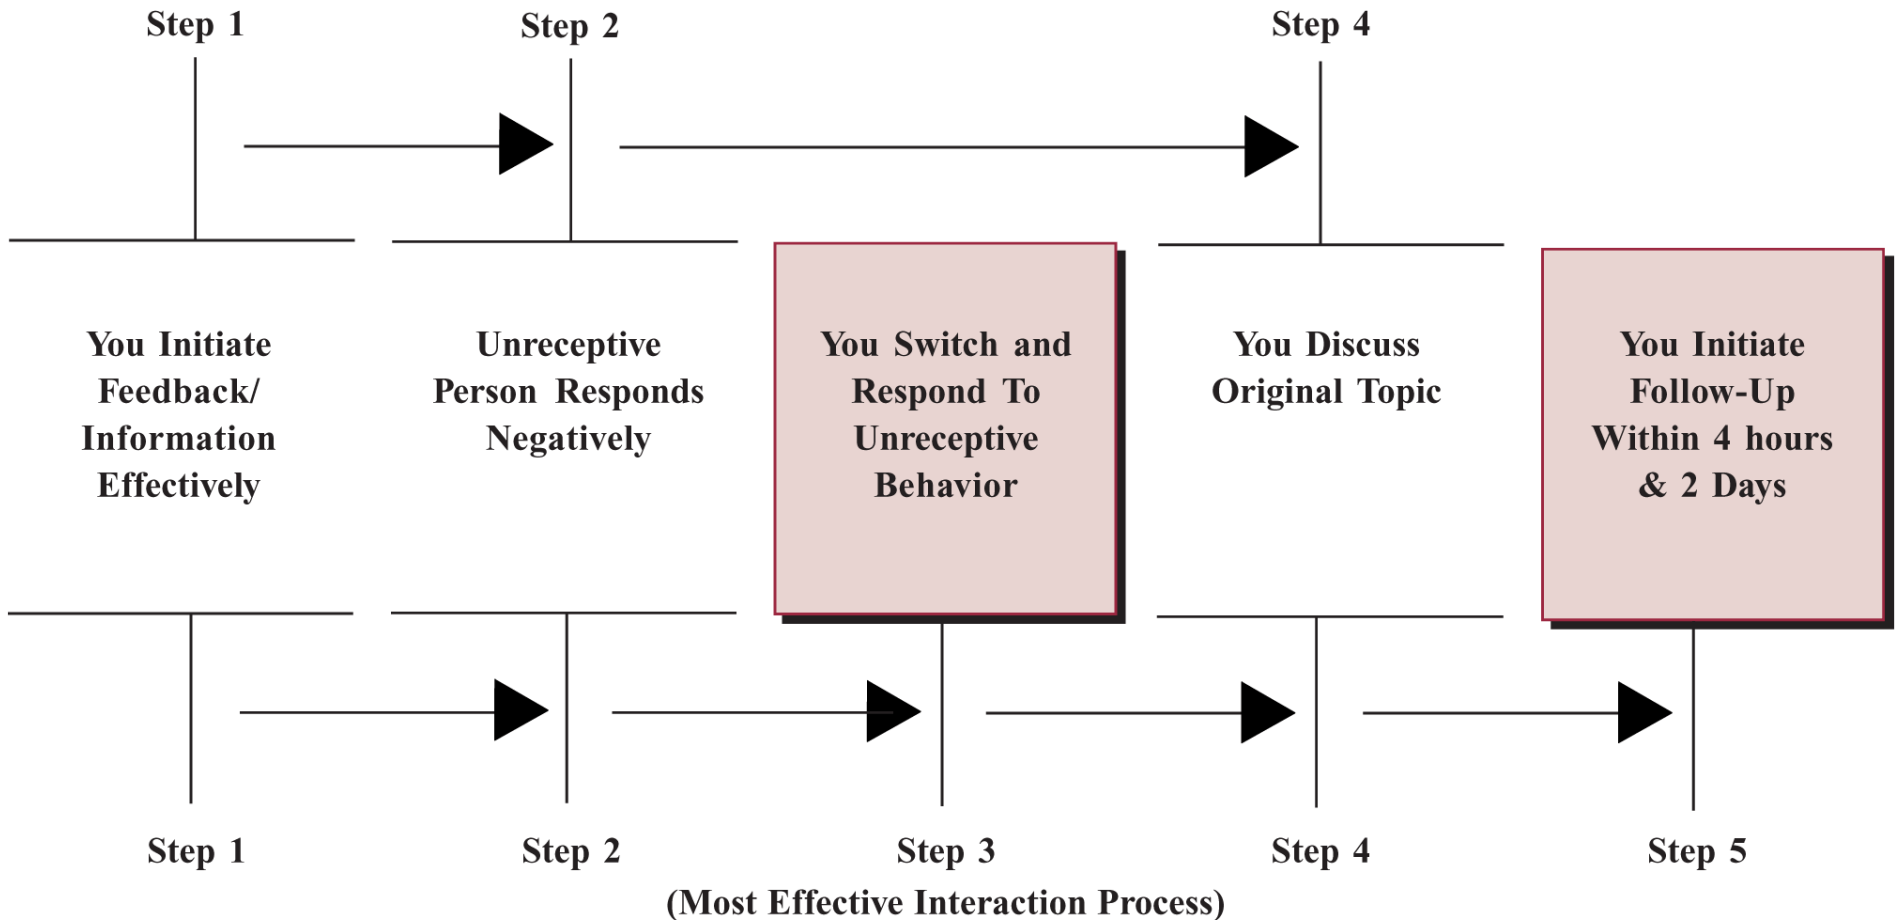 Step 1
Step 2
Step 4
You Initiate
Feedback/
Information
Effectively
Unreceptive
Person Responds
Negatively
You Switch and
Respond To
Unreceptive
Behavior
You Discuss
Original Topic
You Initiate
Follow-Up
Within 4 hours
& 2 Days
Step 1
Step 2
Step 3
Step 4
Step 5
(Most Effective Interaction Process)